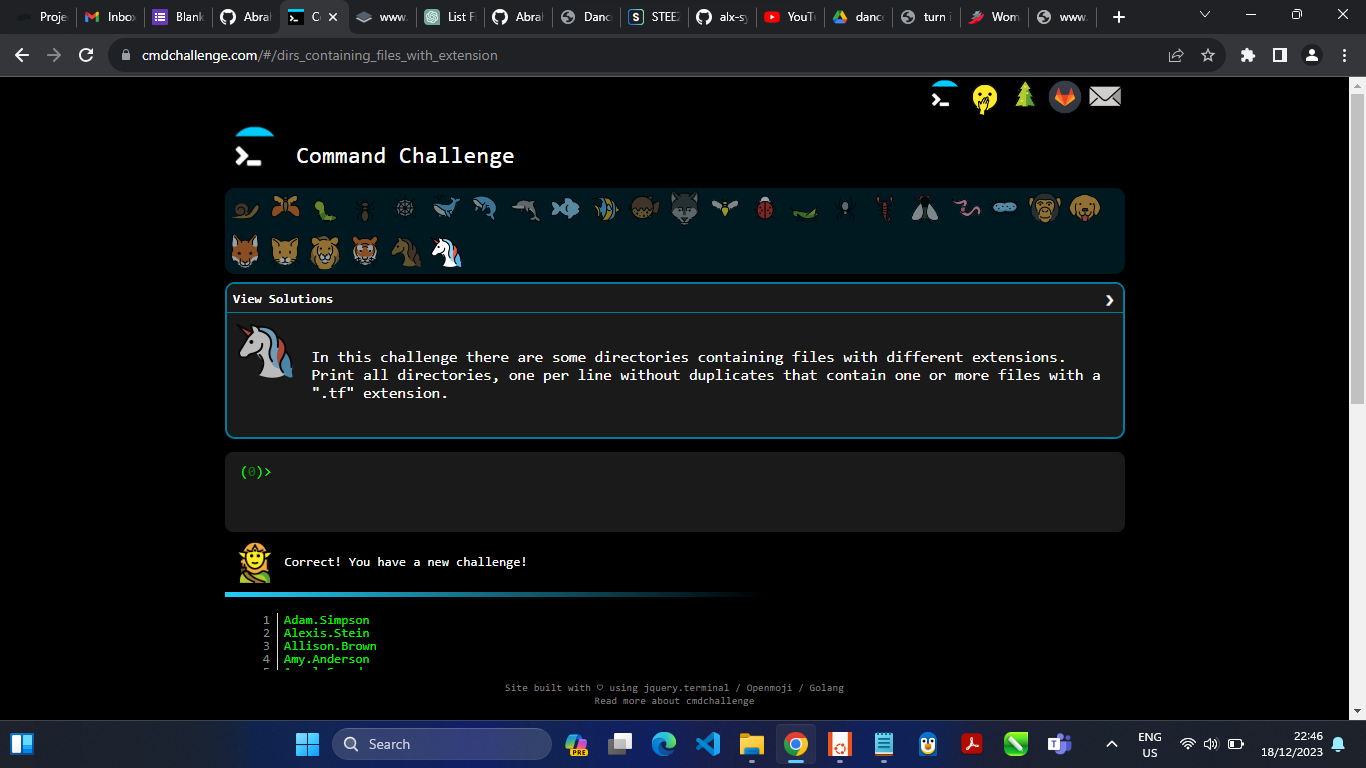 Proje
Inbox
Blank
Abral
C
www.
List F
Abral
Danc
STEEZ
alx-sy
YouTu
dance
turn i
Wom
www.
cmdchallenge.com/#/dirs_containing_files_with_extension
Command Challenge
View Solutions
In this challenge there are some directories containing files with different extensions.
Print all directories, one per line without duplicates that contain one or more files with a
".tf" extension.
(0)>
Correct! You have a new challenge!
1 Adam.Simpson
2 Alexis.Stein
3 Allison.Brown
4 Amy.Anderson
Site built with ♡ using jquery.terminal / Openmoji / Golang
Read more about cmdchallenge
Search
PRE
ENG
US
22:46
18/12/2023